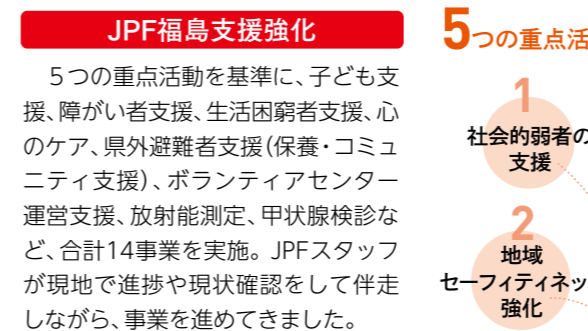 JPF福島支援強化
５つの重点活動を基準に、子ども支
援、障がい者支援、生活困窮者支援、心
のケア、県外避難者支援(保養・コミュ
ニティ支援)、ボランティアセンター
運営支援、放射能測定、甲状腺検診な
ど、合計14事業を実施。JPFスタッフ
が現地で進捗や現状確認をして伴走
しながら、事業を進めてきました。
5つの重点活
1
社会的弱者の
支援
2
地域
セーフィティネッ
強化